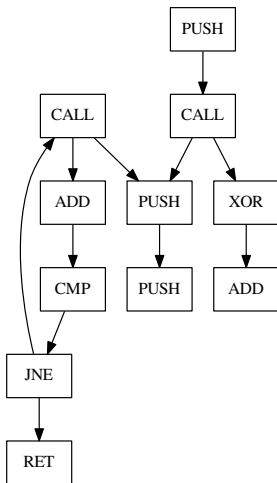 PUSH
CALL CALL
ADD PUSH XOR
CMP PUSH ADD
JNE
RET